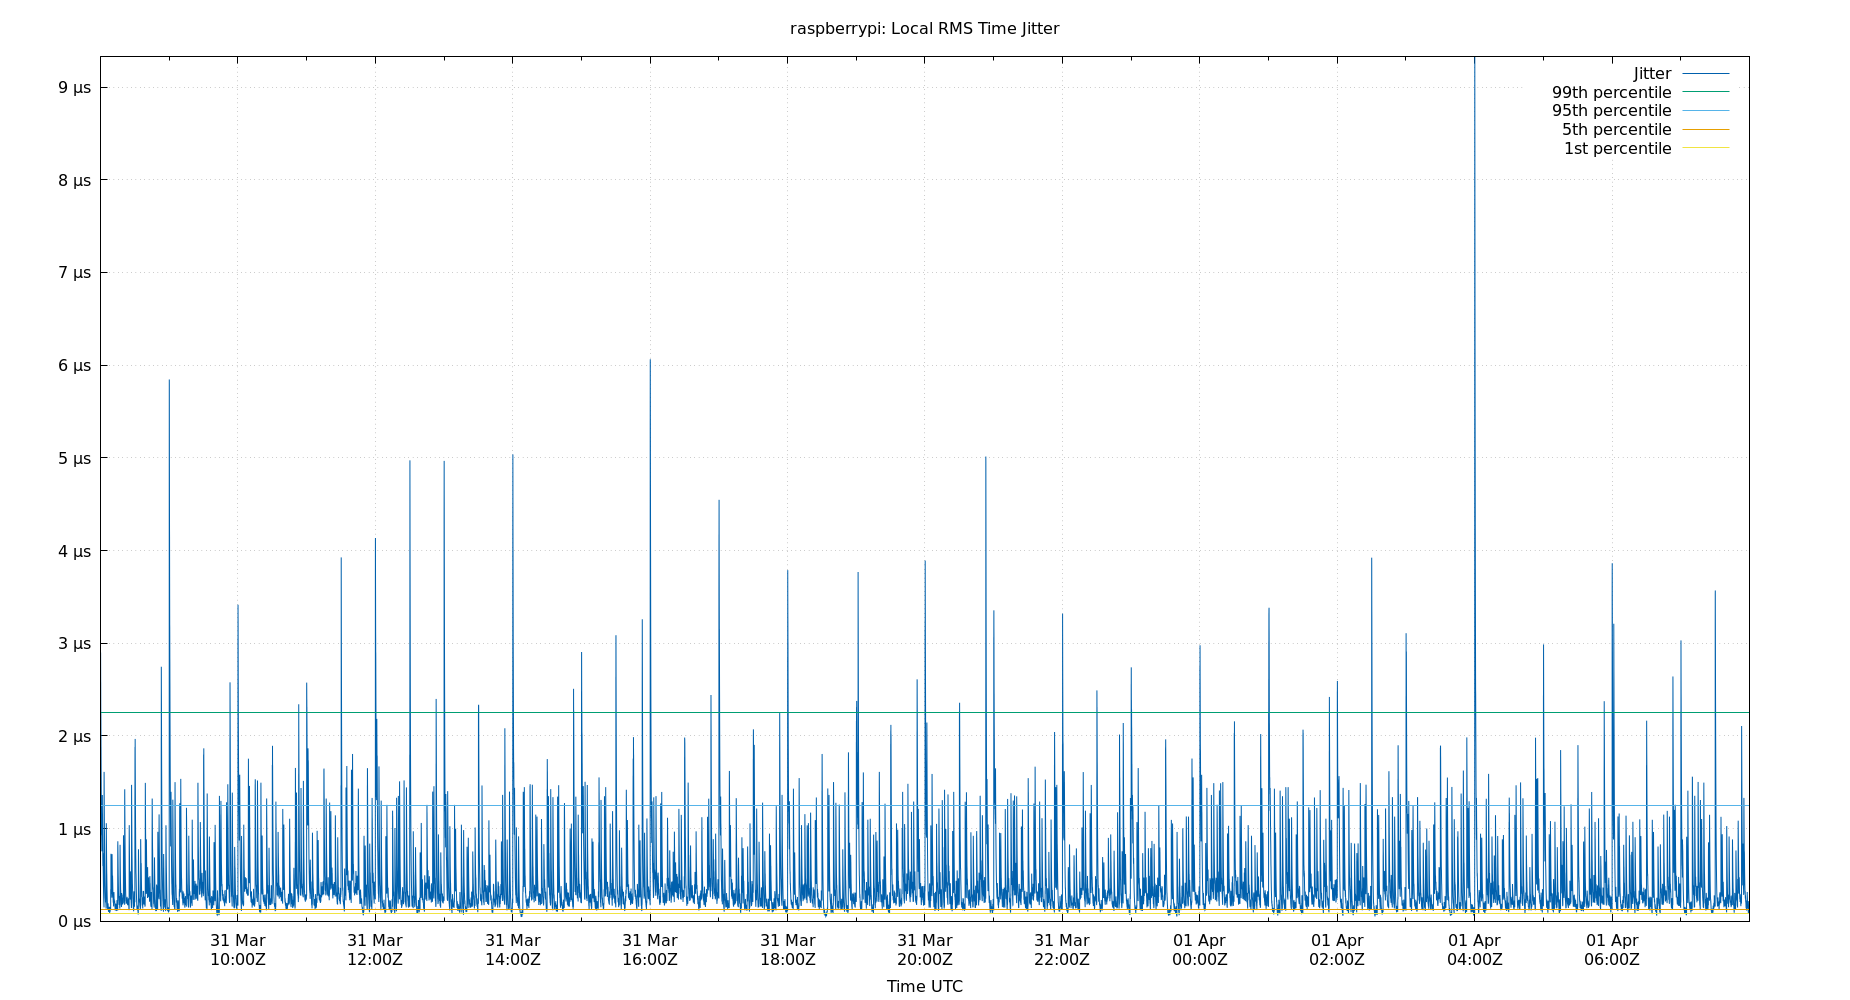 raspberrypi: Local RMS Time Jitter
Jitter
99th percentile
95th percentile
5th percentile
1st percentile
9 µs
8 µs
7 µs
6 µs
5 µs
4 µs
3 µs
2 µs
1 µs
0 µs
31 Mar 31 Mar 31 Mar 31 Mar 31 Mar 31 Mar 31 Mar 01 Apr 01 Apr 01 Apr 01 Apr
10:00Z 12:00Z 14:00Z 16:00Z 18:00Z 20:00Z 22:00Z 00:00Z 02:00Z 04:00Z 06:00Z
Time UTC